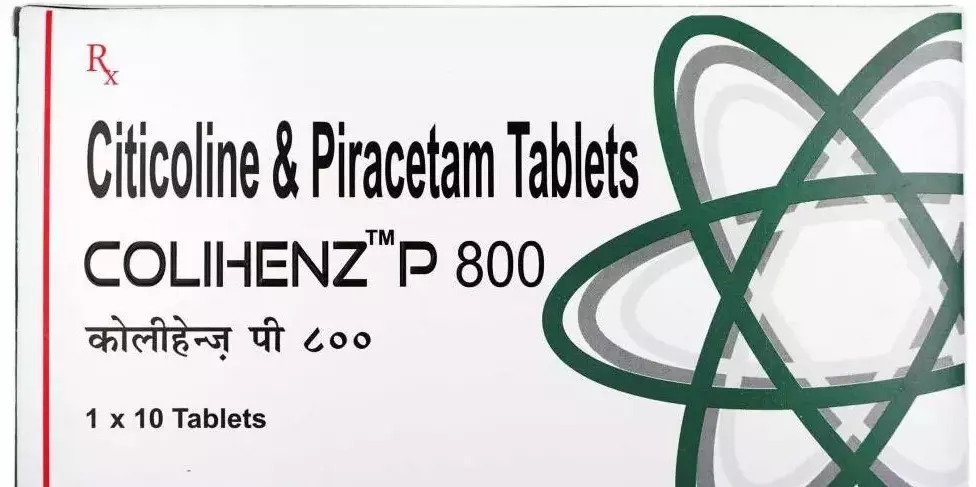 Rx
Citicoline & Piracetam Tablets
COLIHENZ™ P 800
कोलीहेन्ज़ पी ८००
1 x 10 Tablets